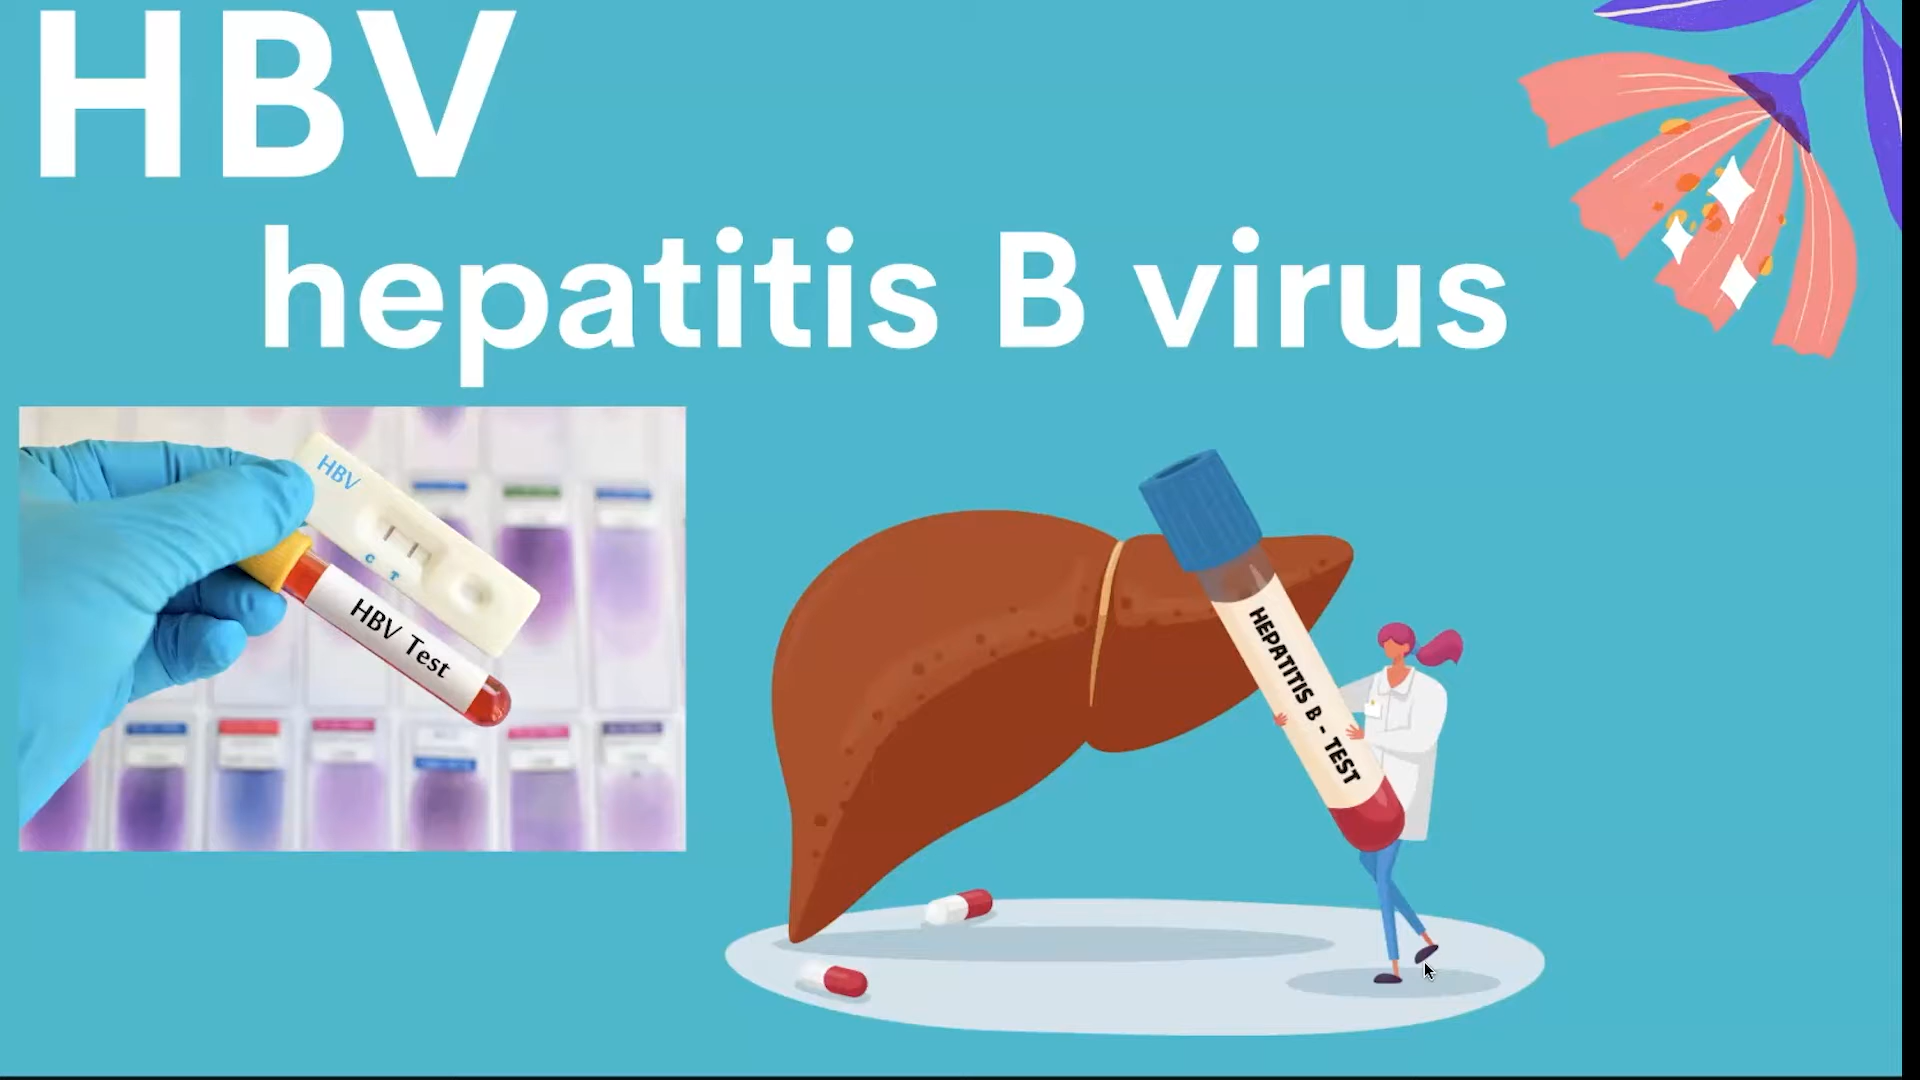 HBV
hepatitis B virus
HBV
C T
HBV Test
HEPATITIS B - TEST